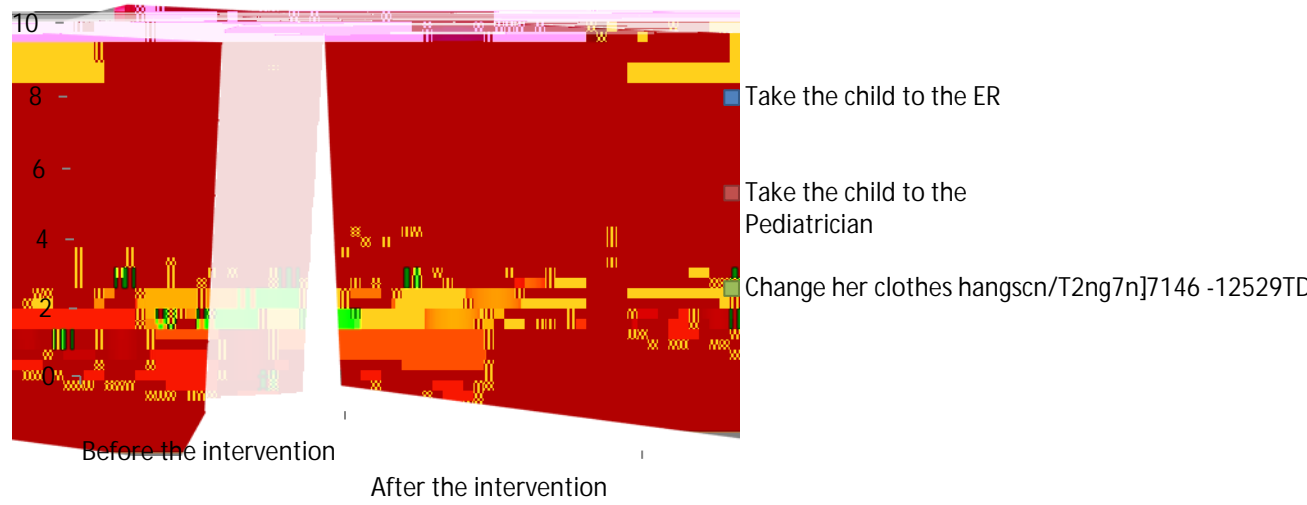 10
8
6
4
2
0
Take the child to the ER
Take the child to the
Pediatrician
Change her clothes hangscn/T2ng7n]7146 -12529TD
Before the intervention
After the intervention